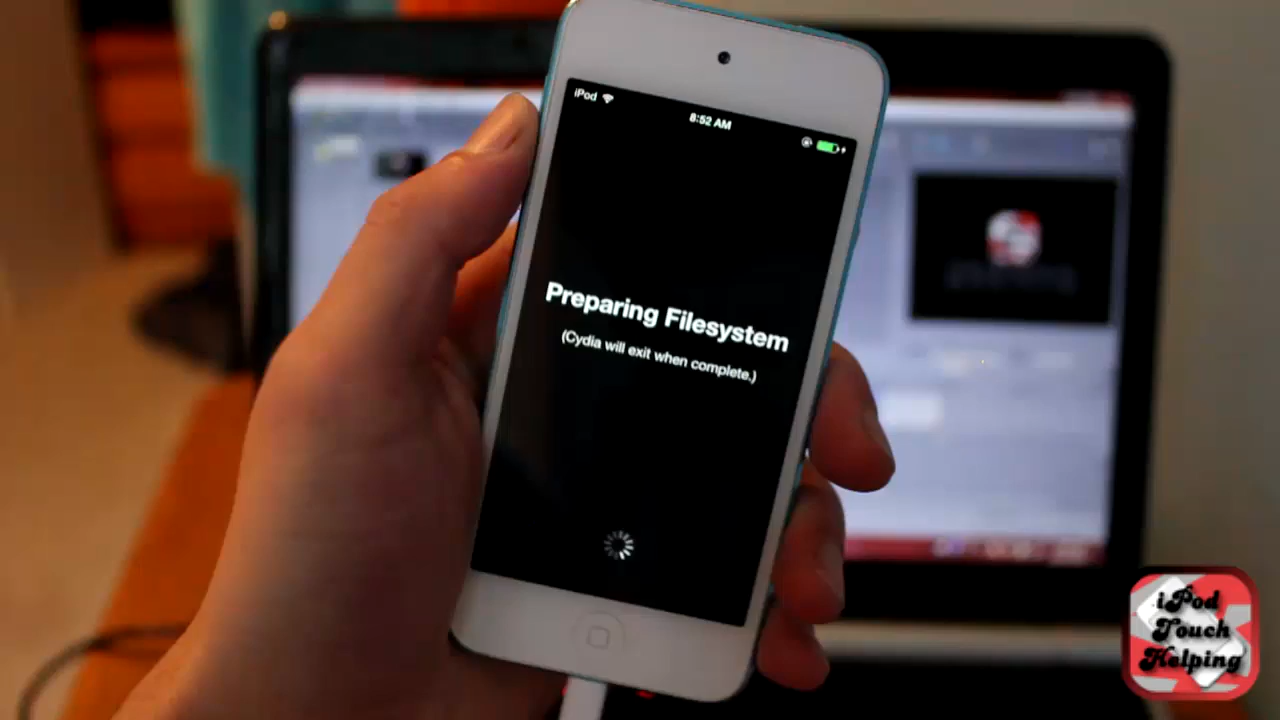 iPod
8:52 AM
Preparing Filesystem
(Cydia will exit when complete.)
iPod
Touch
Helping